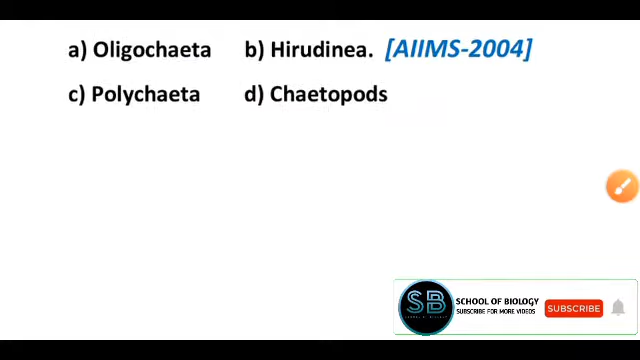 a) Oligochaeta b) Hirudinea. [AIIMS-2004]
c) Polychaeta d) Chaetopods
SB
SCHOOL OF BIOLOGY
SUBSCRIBE FOR MORE VIDEOS
SUBSCRIBE